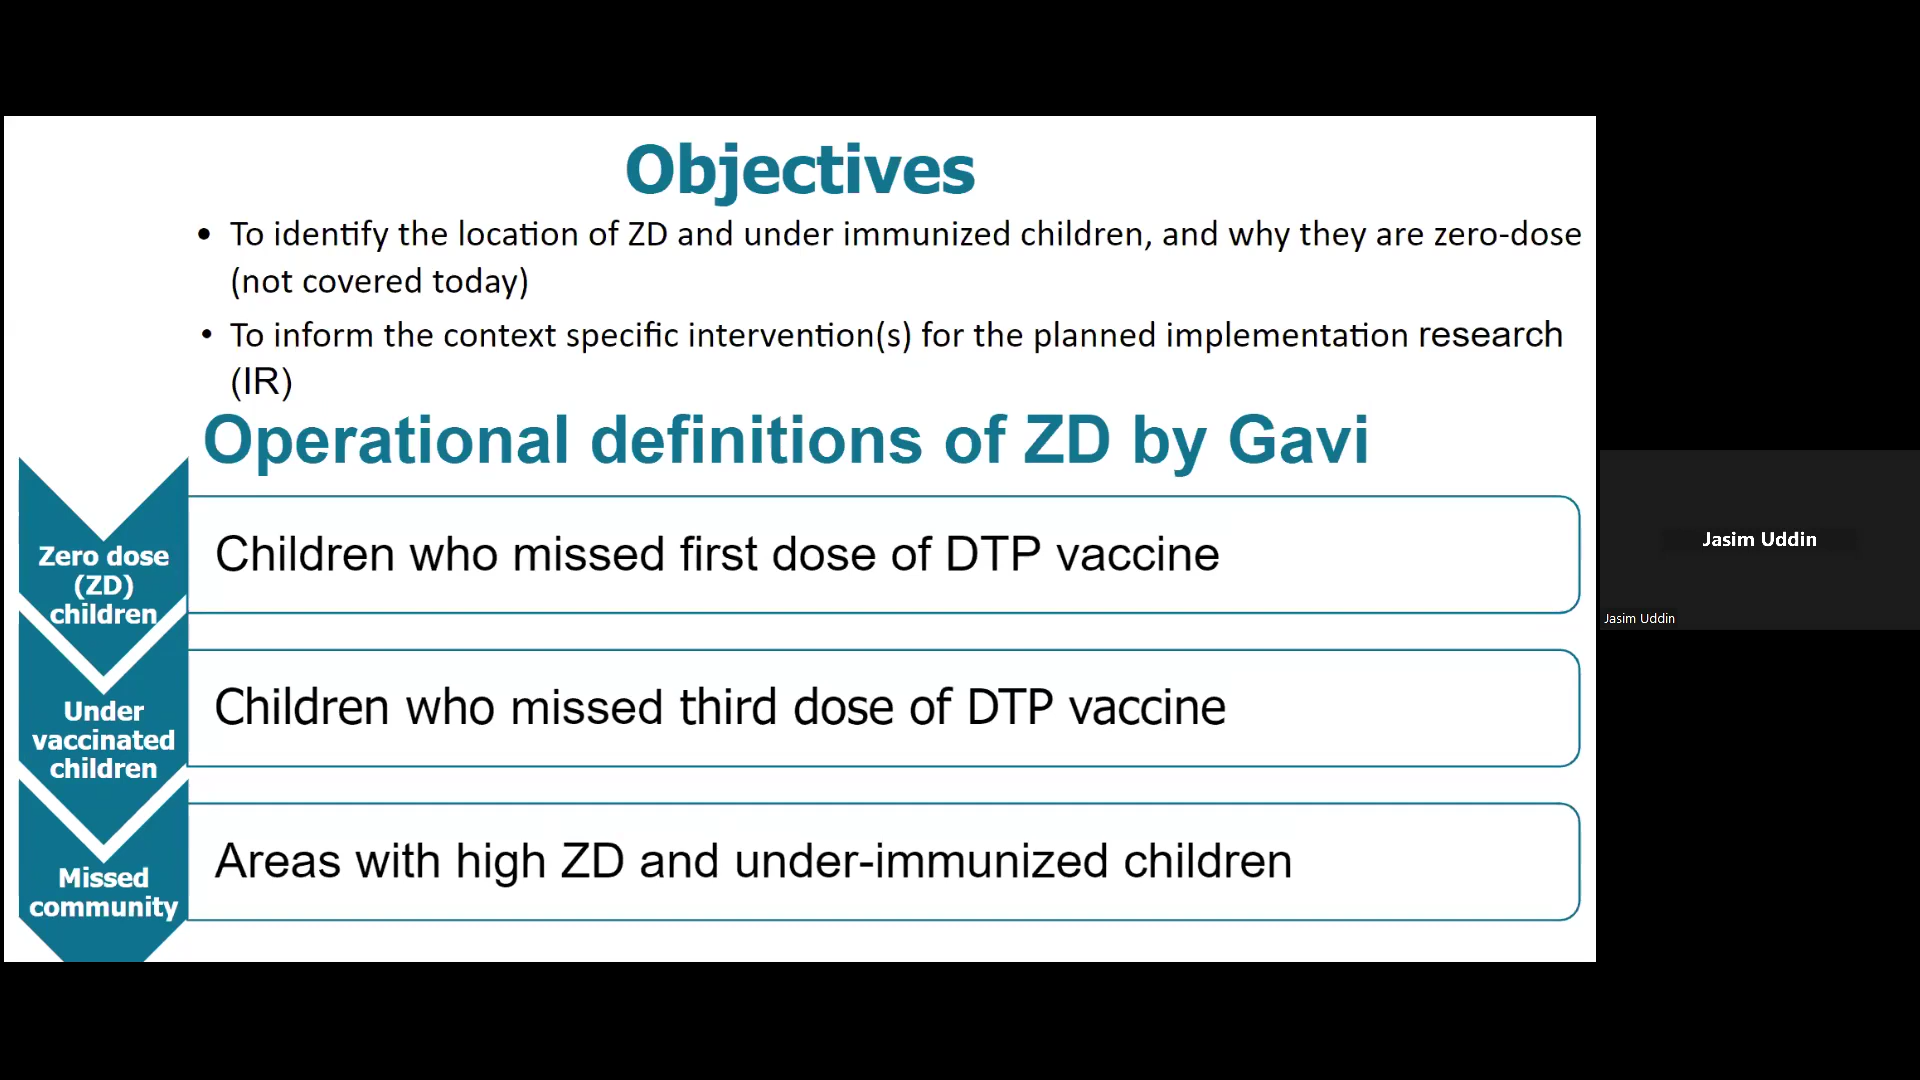 Objectives
• To identify the location of ZD and under immunized children, and why they are zero-dose
(not covered today)
• To inform the context specific intervention(s) for the planned implementation research
(IR)
Operational definitions of ZD by Gavi
Zero dose
(ZD)
children
Children who missed first dose of DTP vaccine
Under
vaccinated
children
Children who missed third dose of DTP vaccine
Missed
community
Areas with high ZD and under-immunized children
Jasim Uddin
Jasim Uddin